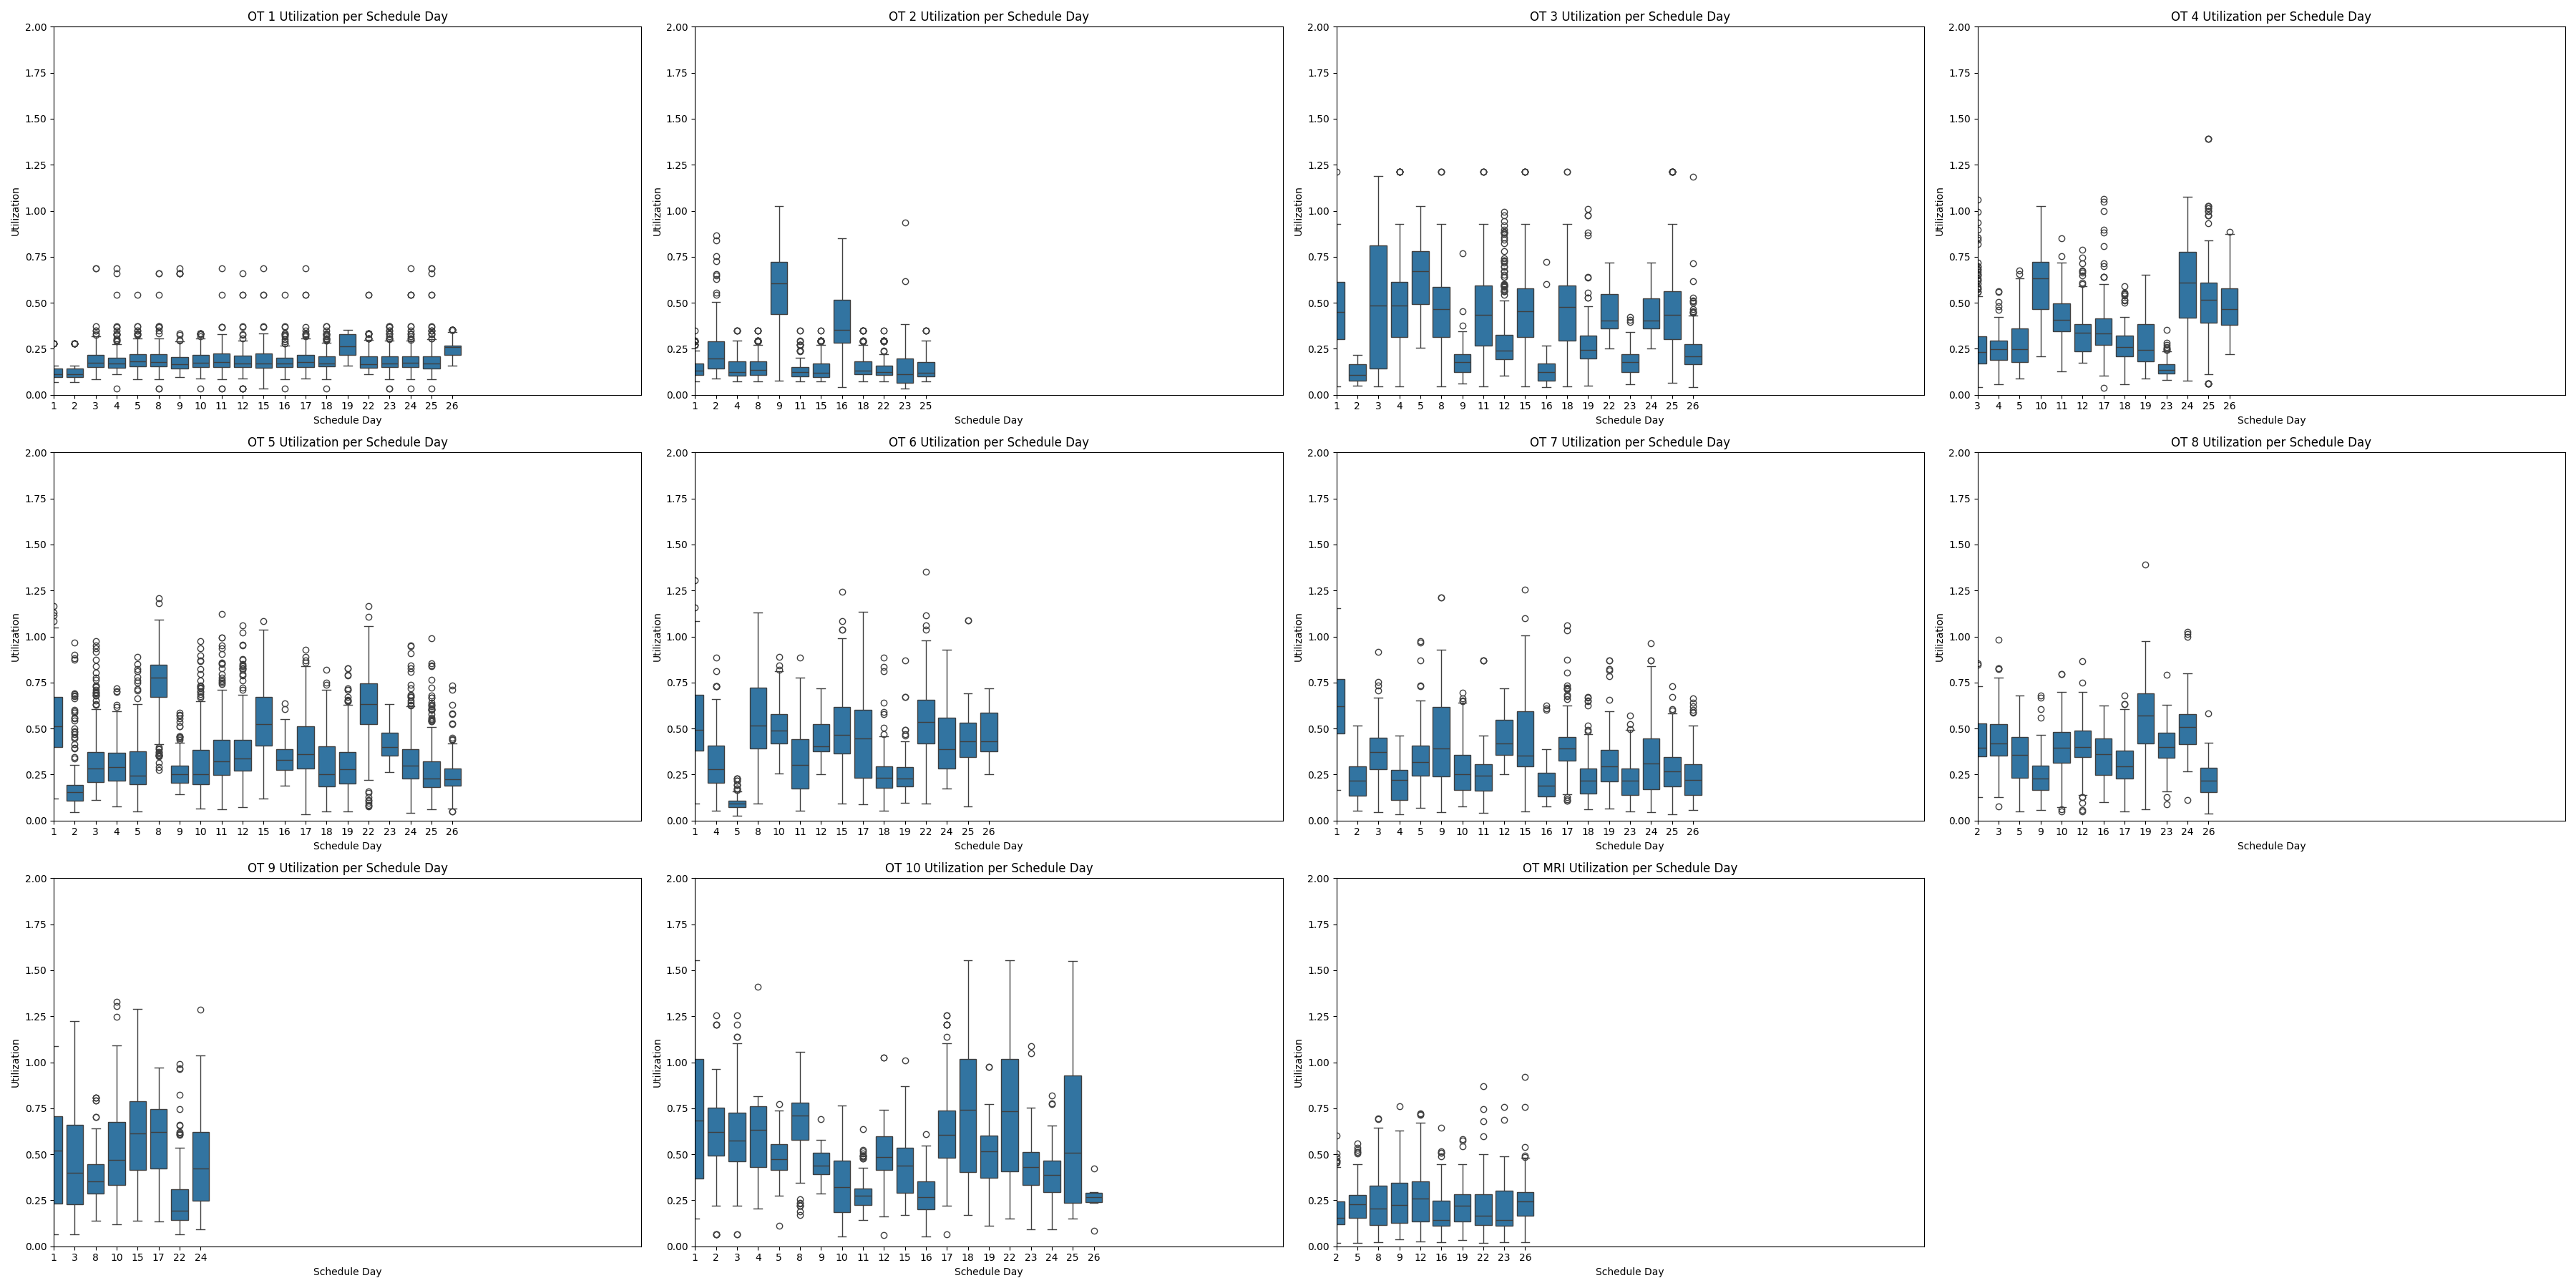 OT 1 Utilization per Schedule Day
2.00
1.75
1.50
1.25
1.00
0.75
0.50
0.25
0.00
Utilization
1 2 3 4 5 8 9 10 11 12 15 16 17 18 19 22 23 24 25 26
Schedule Day
OT 2 Utilization per Schedule Day
2.00
1.75
1.50
1.25
1.00
0.75
0.50
0.25
0.00
Utilization
1 2 4 8 9 11 15 16 18 22 23 25
Schedule Day
OT 3 Utilization per Schedule Day
2.00
1.75
1.50
1.25
1.00
0.75
0.50
0.25
0.00
Utilization
1 2 3 4 5 8 9 11 12 15 16 18 19 22 23 24 25 26
Schedule Day
OT 4 Utilization per Schedule Day
2.00
1.75
1.50
1.25
1.00
0.75
0.50
0.25
0.00
Utilization
3 4 5 10 11 12 17 18 19 23 24 25 26
Schedule Day
OT 5 Utilization per Schedule Day
2.00
1.75
1.50
1.25
1.00
0.75
0.50
0.25
0.00
Utilization
1 2 3 4 5 8 9 10 11 12 15 16 17 18 19 22 23 24 25 26
Schedule Day
OT 6 Utilization per Schedule Day
2.00
1.75
1.50
1.25
1.00
0.75
0.50
0.25
0.00
Utilization
1 4 5 8 10 11 12 15 17 18 19 22 24 25 26
Schedule Day
OT 7 Utilization per Schedule Day
2.00
1.75
1.50
1.25
1.00
0.75
0.50
0.25
0.00
Utilization
1 2 3 4 5 9 10 11 12 15 16 17 18 19 23 24 25 26
Schedule Day
OT 8 Utilization per Schedule Day
2.00
1.75
1.50
1.25
1.00
0.75
0.50
0.25
0.00
Utilization
2 3 5 9 10 12 16 17 19 23 24 26
Schedule Day
OT 9 Utilization per Schedule Day
2.00
1.75
1.50
1.25
1.00
0.75
0.50
0.25
0.00
Utilization
1 3 8 10 15 17 22 24
Schedule Day
OT 10 Utilization per Schedule Day
2.00
1.75
1.50
1.25
1.00
0.75
0.50
0.25
0.00
Utilization
1 2 3 4 5 8 9 10 11 12 15 16 17 18 19 22 23 24 25 26
Schedule Day
OT MRI Utilization per Schedule Day
2.00
1.75
1.50
1.25
1.00
0.75
0.50
0.25
0.00
Utilization
2 5 8 9 12 16 19 22 23 26
Schedule Day